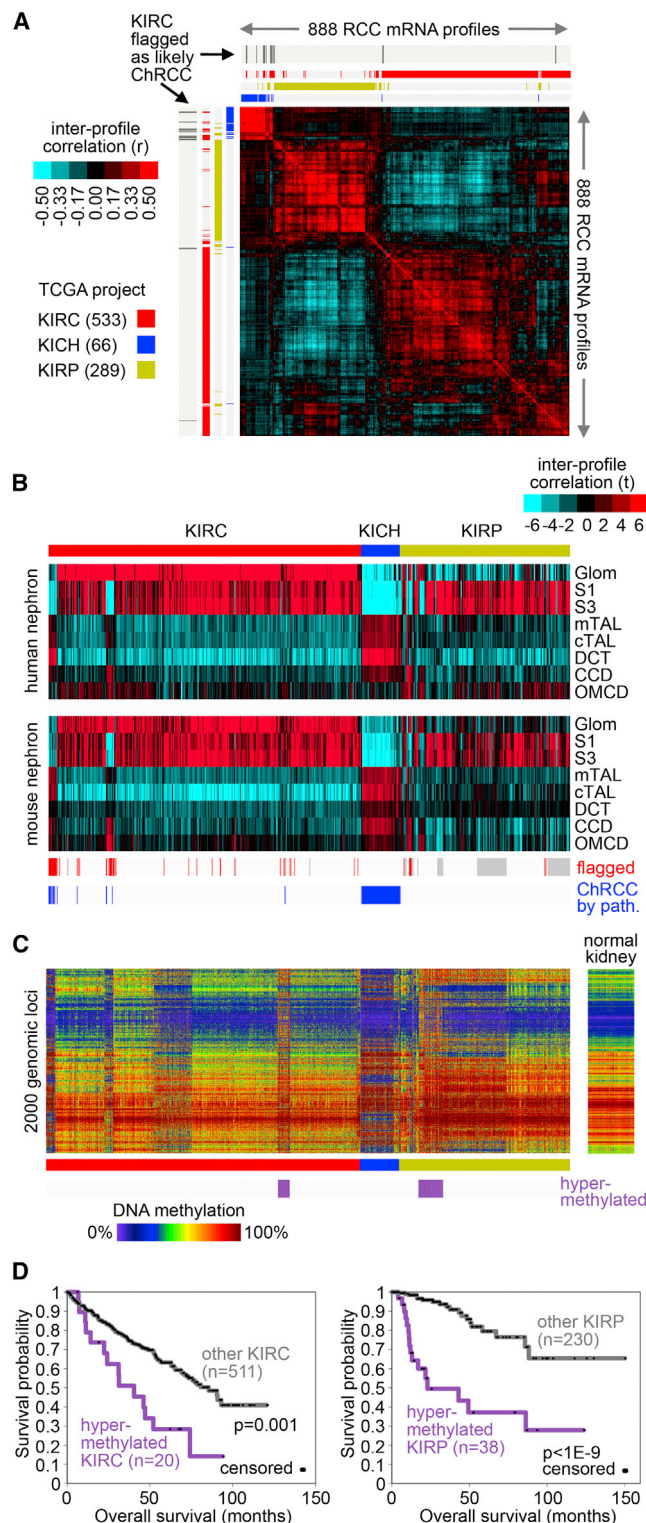 A
KIRC
flagged
as likely
ChRCC
888 RCC mRNA profiles
inter-profile
correlation (r)
-0.50
-0.33
-0.17
0.00
0.17
0.33
0.50
888 RCC mRNA profiles
TCGA project
KIRC (533)
KICH (66)
KIRP (289)
B
inter-profile
correlation (t)
-6 -4 -2 0 2 4 6
KIRC
KICH
KIRP
human nephron
Glom
S1
S3
mTAL
cTAL
DCT
CCD
OMCD
mouse nephron
Glom
S1
S3
mTAL
cTAL
DCT
CCD
OMCD
flagged
ChRCC
by path.
C
normal
kidney
2000 genomic loci
hyper-
methylated
DNA methylation
0%
100%
D
Survival probability
1
0.9
0.8
0.7
0.6
0.5
0.4
0.3
0.2
0.1
0
other KIRC
(n=511)
p=0.001
hyper-
methylated
KIRC (n=20)
censored
0 50 100 150
Overall survival (months)
Survival probability
1
0.9
0.8
0.7
0.6
0.5
0.4
0.3
0.2
0.1
0
other KIRP
(n=230)
hyper-
methylated
KIRP (n=38)
p<1E-9
censored
0 50 100 150
Overall survival (months)